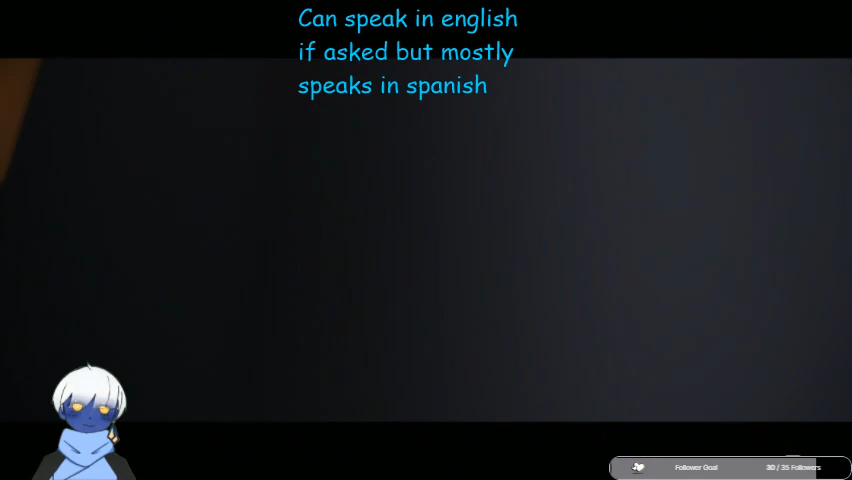 Can speak in english
if asked but mostly
speaks in spanish
Follower Goal
30 / 35 Followers